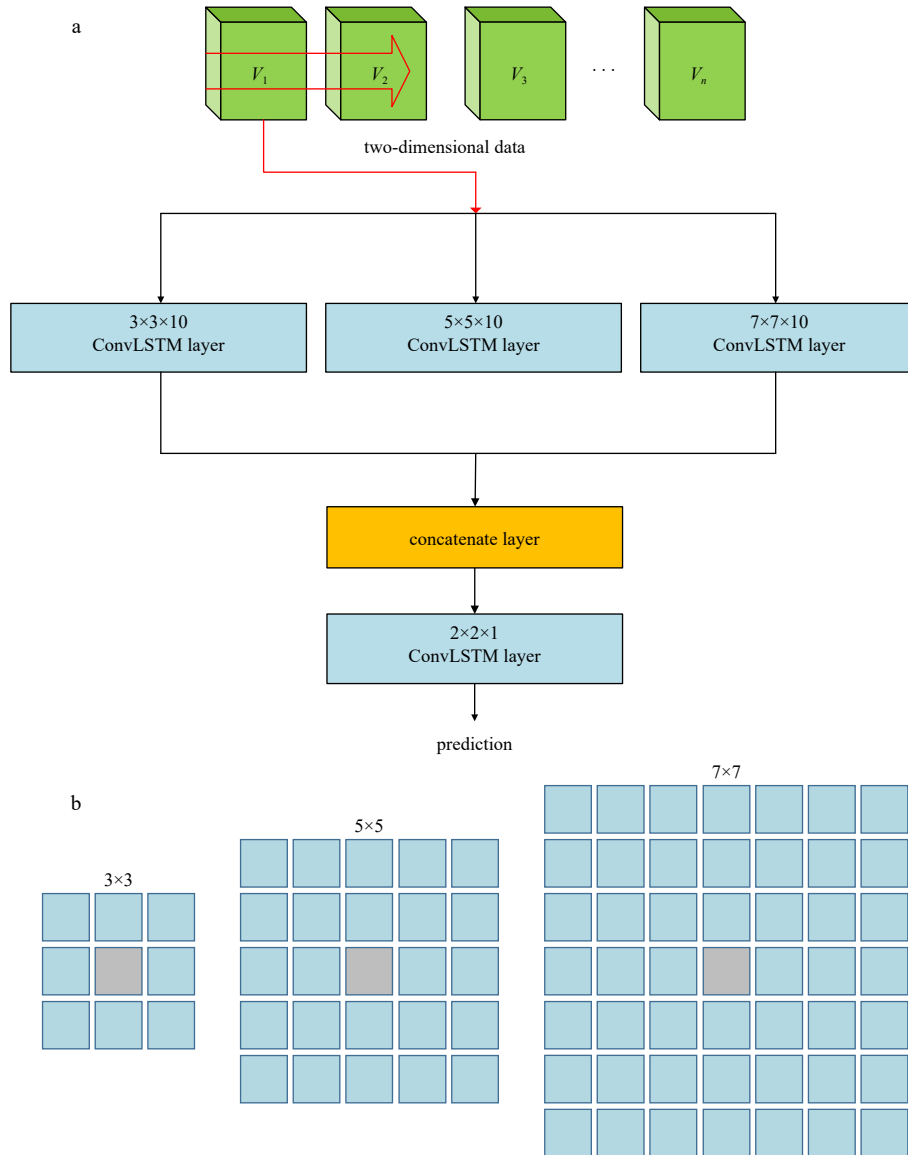 a
V₁ V₂ V₃ ··· Vₙ
two-dimensional data
3×3×10
ConvLSTM layer
5×5×10
ConvLSTM layer
7×7×10
ConvLSTM layer
concatenate layer
2×2×1
ConvLSTM layer
prediction
b
3×3
5×5
7×7